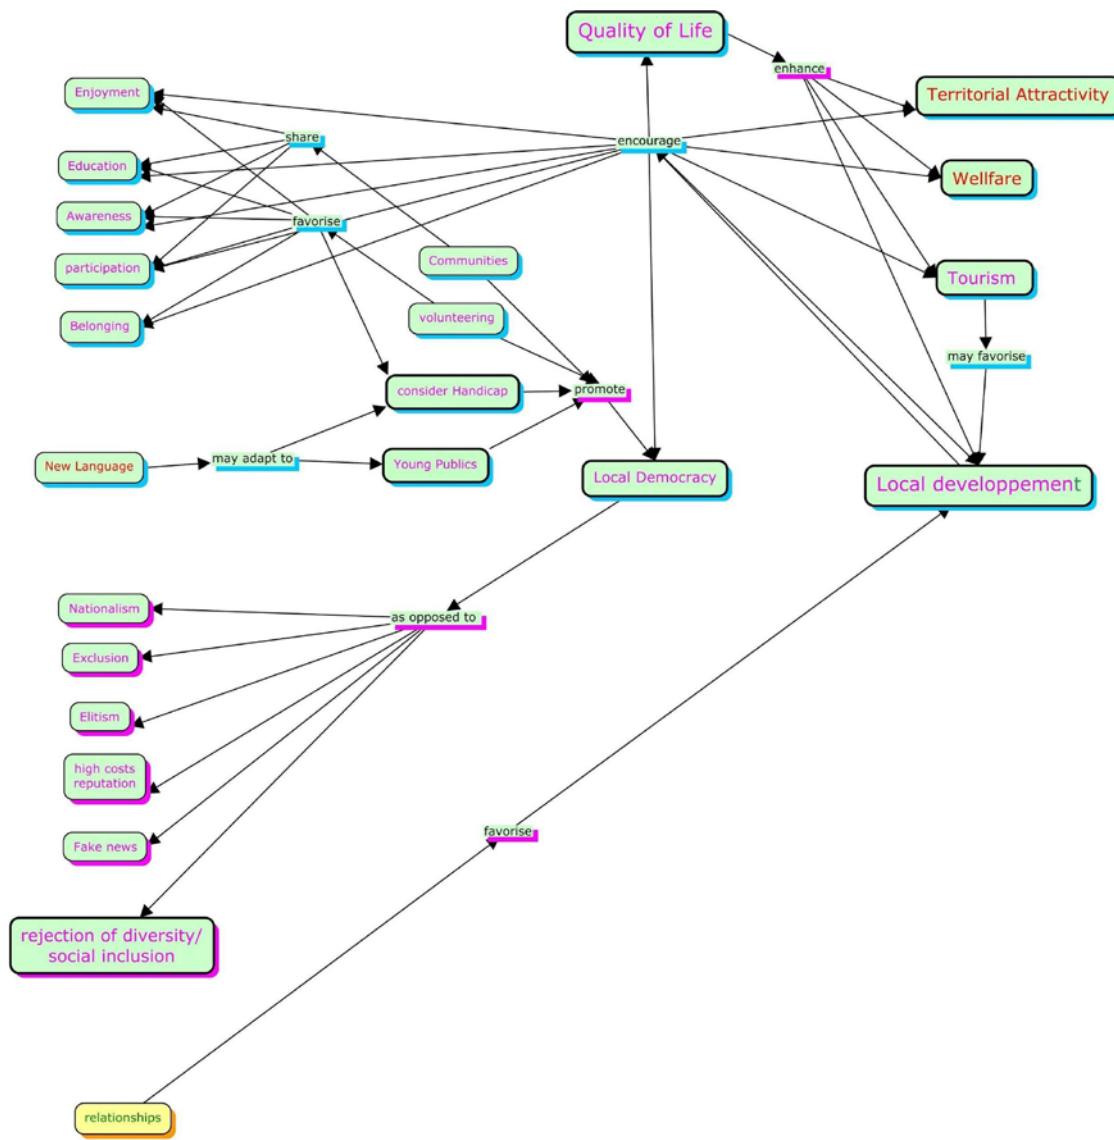 Quality of Life
enhance
Enjoyment
Territorial Attractivity
share
encourage
Education
Wellfare
Awareness
favorise
Communities
participation
Tourism
Belonging
volunteering
may favorise
consider Handicap
promote
New Language
may adapt to
Young Publics
Local Democracy
Local developpement
Nationalism
as opposed to
Exclusion
Elitism
high costs
reputation
Fake news
favorise
rejection of diversity/
social inclusion
relationships